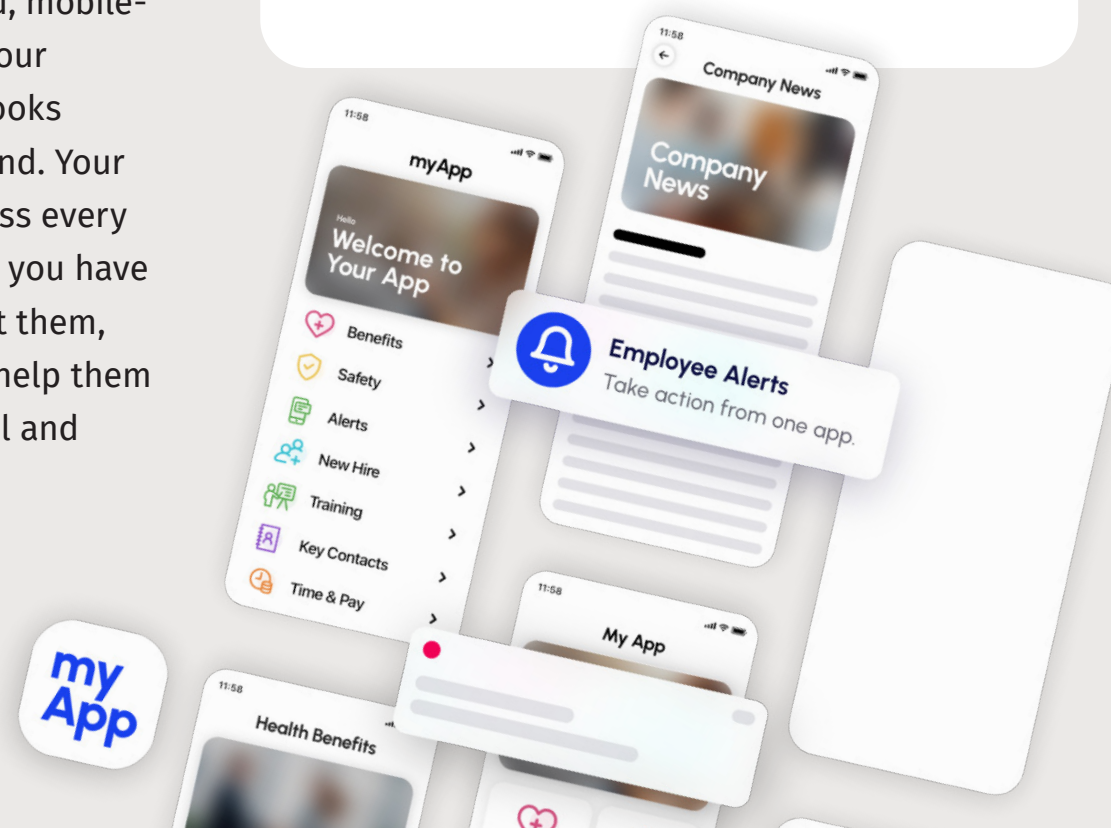 mobile-
our
ooks
nd. Your
ss every
you have
t them,
help them
l and
11:58
Company News
Company
News
11:58
myApp
Hello
Welcome to
Your App
Benefits
Safety
Alerts
New Hire
Training
Key Contacts
Time & Pay
Employee Alerts
Take action from one app.
11:58
My App
my
App
11:58
Health Benefits